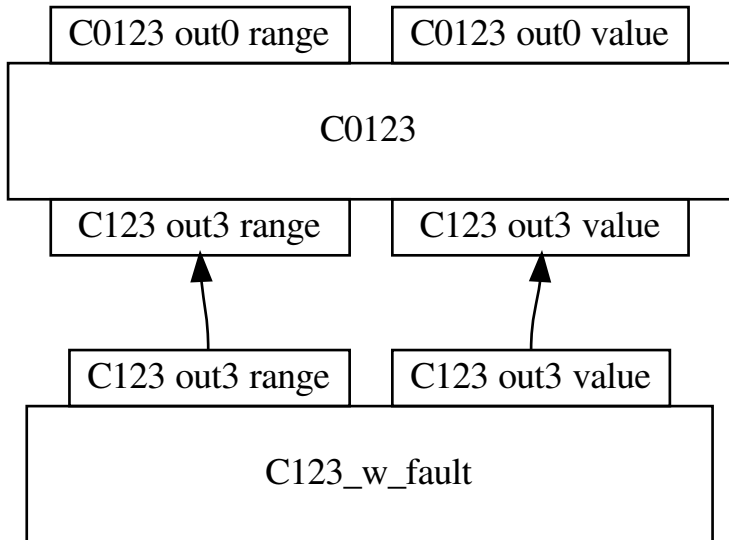 C0123 out0 range
C0123 out0 value
C0123
C123 out3 range
C123 out3 value
C123 out3 range
C123 out3 value
C123_w_fault